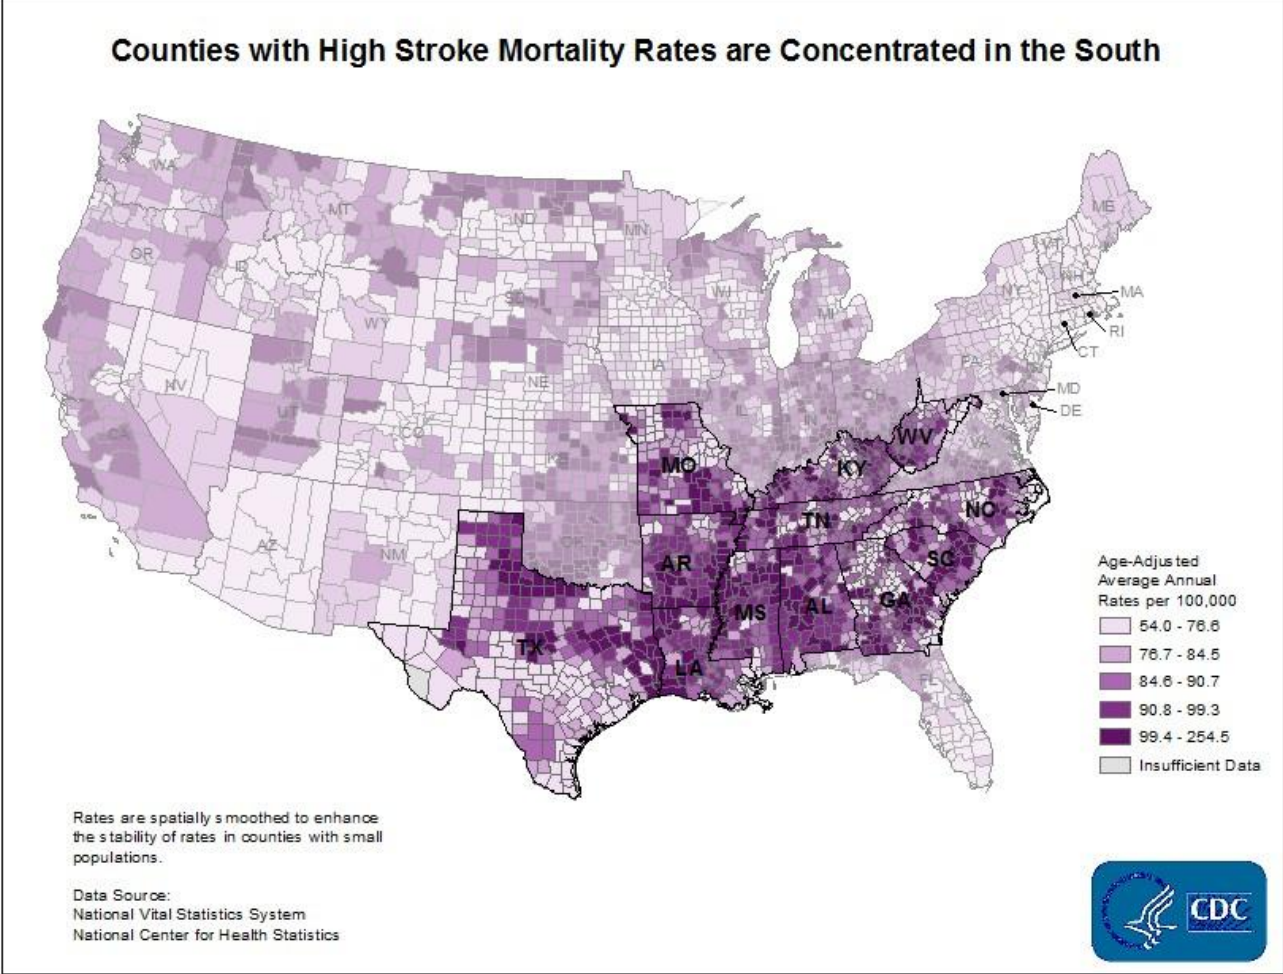 Counties with High Stroke Mortality Rates are Concentrated in the South
WA
MT
ND
MN
ME
VT
NH
OR
ID
SD
WI
NY
MA
MI
RI
WY
CT
IA
PA
NV
NE
OH
MD
IL
IN
DE
UT
CO
WV
CA
VA
KS
MO
KY
NC
TN
AZ
NM
OK
AR
SC
MS
AL
GA
TX
LA
FL
Age-Adjusted
Average Annual
Rates per 100,000
54.0 - 76.6
76.7 - 84.5
84.6 - 90.7
90.8 - 99.3
99.4 - 254.5
Insufficient Data
Rates are spatially smoothed to enhance
the stability of rates in counties with small
populations.
Data Source:
National Vital Statistics System
National Center for Health Statistics
CDC